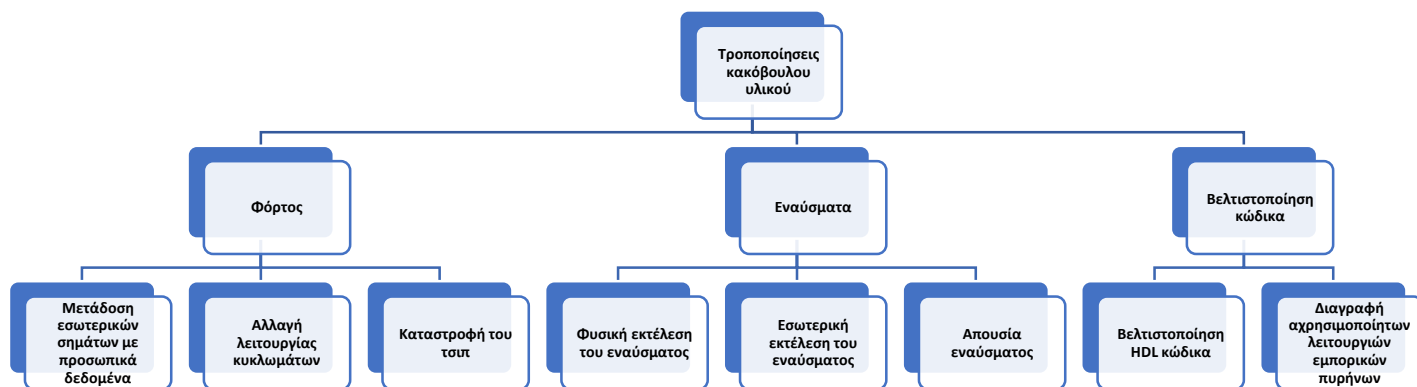 Τροποποίησεις
κακόβουλου
υλικού
Φόρτος
Εναύσματα
Βελτιστοποίηση
κώδικα
Μετάδοση
εσωτερικών
σημάτων με
προσωπικά
δεδομένα
Αλλαγή
λειτουργίας
κυκλωμάτων
Καταστροφή του
τσιπ
Φυσική εκτέλεση
του εναύσματος
Εσωτερική
εκτέλεση του
εναύσματος
Απουσία
εναύσματος
Βελτιστοποίηση
HDL κώδικα
Διαγραφή
αχρησιμοποίητων
λειτουργιών
εμπορικών
πυρήνων